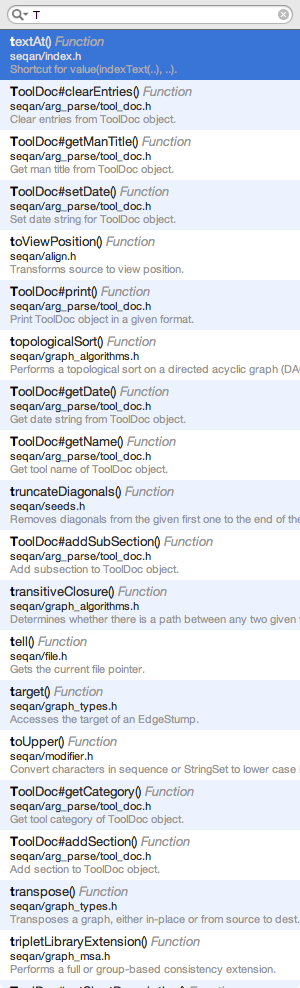 T
textAt() Function
seqan/index.h
Shortcut for value(indexText(..), ..).
ToolDoc#clearEntries() Function
seqan/arg_parse/tool_doc.h
Clear entries from ToolDoc object.
ToolDoc#getManTitle() Function
seqan/arg_parse/tool_doc.h
Get man title from ToolDoc object.
ToolDoc#setDate() Function
seqan/arg_parse/tool_doc.h
Set date string for ToolDoc object.
toViewPosition() Function
seqan/align.h
Transforms source to view position.
ToolDoc#print() Function
seqan/arg_parse/tool_doc.h
Print ToolDoc object in a given format.
topologicalSort() Function
seqan/graph_algorithms.h
Performs a topological sort on a directed acyclic graph (DA
ToolDoc#getDate() Function
seqan/arg_parse/tool_doc.h
Get date string from ToolDoc object.
ToolDoc#getName() Function
seqan/arg_parse/tool_doc.h
Get tool name of ToolDoc object.
truncateDiagonals() Function
seqan/seeds.h
Removes diagonals from the given first one to the end of the
ToolDoc#addSubSection() Function
seqan/arg_parse/tool_doc.h
Add subsection to ToolDoc object.
transitiveClosure() Function
seqan/graph_algorithms.h
Determines whether there is a path between any two given
tell() Function
seqan/file.h
Gets the current file pointer.
target() Function
seqan/graph_types.h
Accesses the target of an EdgeStump.
toUpper() Function
seqan/modifier.h
Convert characters in sequence or StringSet to lower case
ToolDoc#getCategory() Function
seqan/arg_parse/tool_doc.h
Get tool category of ToolDoc object.
ToolDoc#addSection() Function
seqan/arg_parse/tool_doc.h
Add section to ToolDoc object.
transpose() Function
seqan/graph_types.h
Transposes a graph, either in-place or from source to dest.
tripletLibraryExtension() Function
seqan/graph_msa.h
Performs a full or group-based consistency extension.